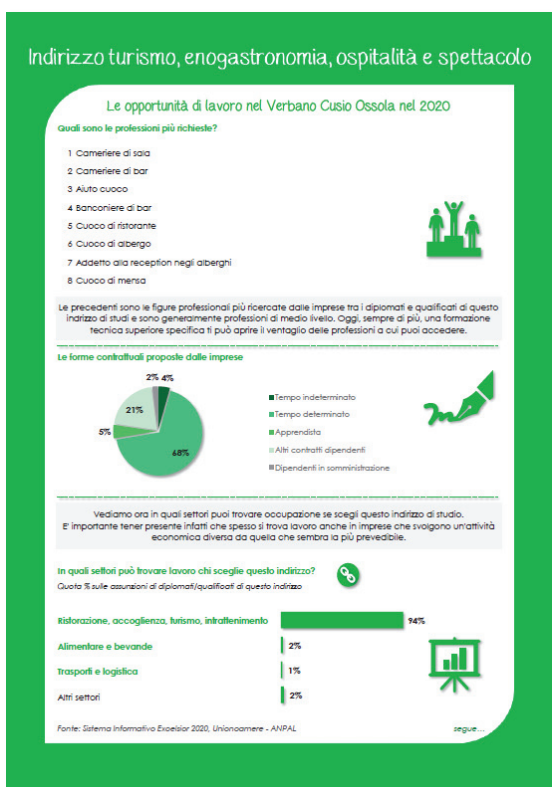 Indirizzo turismo, enogastronomia, ospitalità e spettacolo
Le opportunità di lavoro nel Verbano Cusio Ossola nel 2020
Quali sono le professioni più richieste?
1 Cameriere di sala
2 Cameriere di bar
3 Aiuto cuoco
4 Banconiere di bar
5 Cuoco di ristorante
6 Cuoco di albergo
7 Addetto alla reception negli alberghi
8 Cuoco di mensa
Le precedenti sono le figure professionali più ricercate dalle imprese tra i diplomati e qualificati di questo
indirizzo di studi e sono generalmente professioni di medio livello. Oggi, sempre di più, una formazione
tecnica superiore specifica ti può aprire il ventaglio delle professioni a cui puoi accedere.
Le forme contrattuali proposte dalle imprese
2% 4%
21%
5%
68%
Tempo indeterminato
Tempo determinato
Apprendista
Altri contratti dipendenti
Dipendenti in somministrazione
Vediamo ora in quali settori puoi trovare occupazione se scegli questo indirizzo di studio.
E' importante tener presente infatti che spesso si trova lavoro anche in imprese che svolgono un'attività
economica diversa da quella che sembra la più prevedibile.
In quali settori può trovare lavoro chi sceglie questo indirizzo?
Quota % sulle assunzioni di diplomati/qualificati di questo indirizzo
Ristorazione, accoglienza, turismo, intrattenimento 94%
Alimentare e bevande 2%
Trasporti e logistica 1%
Altri settori 2%
Fonte: Sistema Informativo Excelsior 2020, Unioncamere - ANPAL
segue...